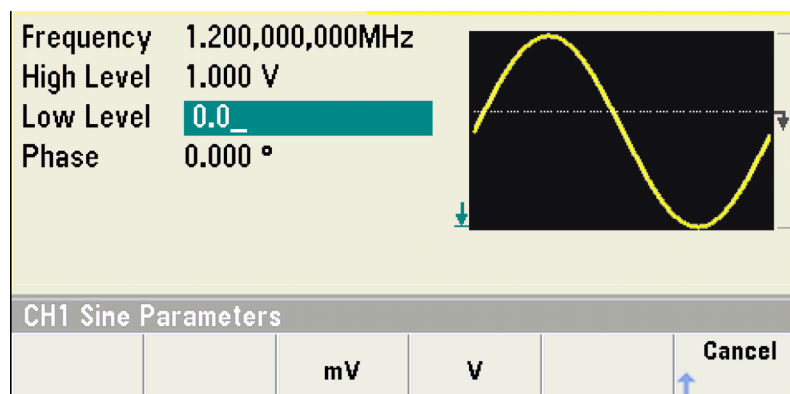 Frequency 1.200,000,000MHz
High Level 1.000 V
Low Level 0.0_
Phase 0.000 °
CH1 Sine Parameters
mV V Cancel